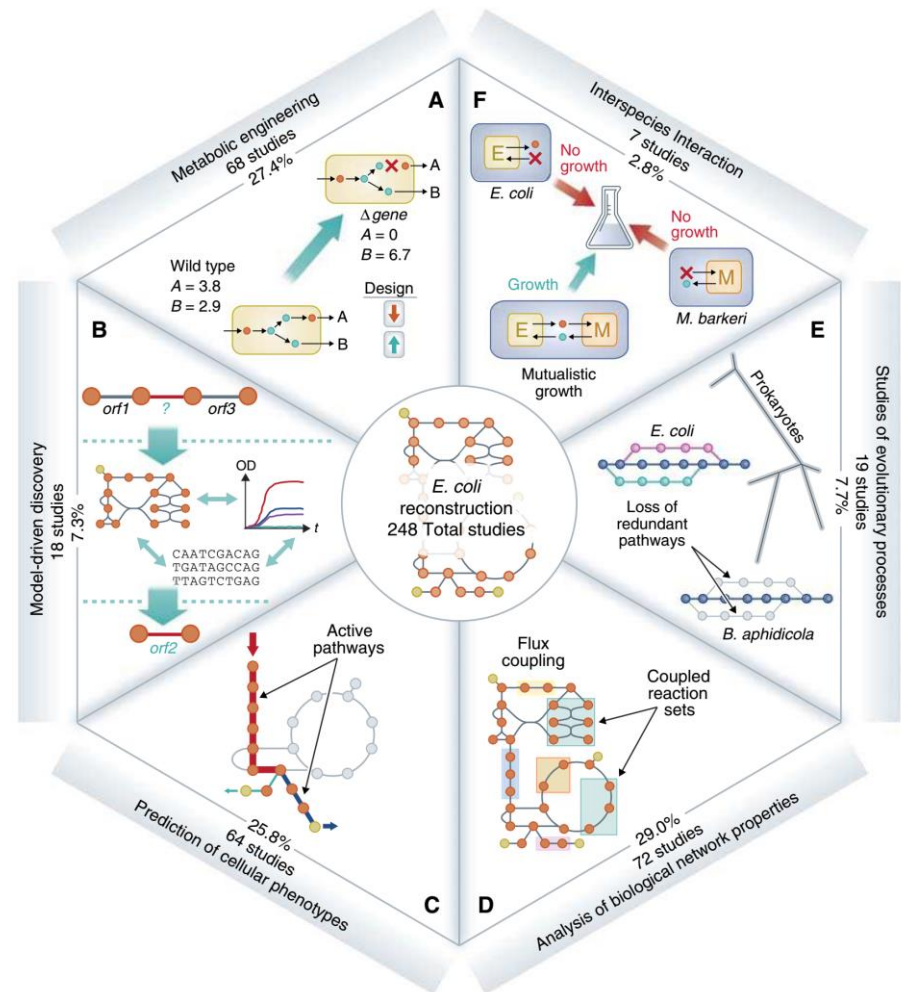 A
Metabolic engineering
68 studies
27.4%
A
B
Δ gene
A = 0
B = 6.7
Wild type
A = 3.8
B = 2.9
Design
A
B
F
Interspecies Interaction
7 studies
2.8%
E
No
growth
E. coli
No
growth
M
M. barkeri
Growth
E
M
Mutualistic
growth
B
Model-driven discovery
18 studies
7.3%
orf1
?
orf3
OD
t
CAATCGACAG
TGATAGCCAG
TTAGTCTGAG
orf2
E. coli
reconstruction
248 Total studies
E
Studies of evolutionary processes
19 studies
7.7%
Prokaryotes
E. coli
Loss of
redundant
pathways
B. aphidicola
Active
pathways
25.8%
64 studies
Prediction of cellular phenotypes
C
Flux
coupling
Coupled
reaction
sets
29.0%
72 studies
Analysis of biological network properties
D